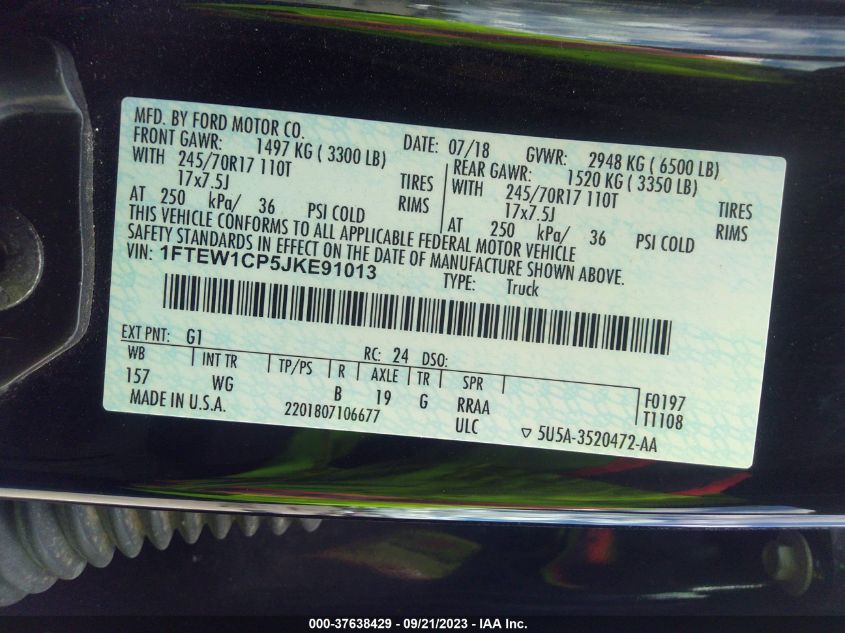 MFD. BY FORD MOTOR CO.
DATE: 07/18 GVWR: 2948 KG ( 6500 LB)
FRONT GAWR: 1497 KG ( 3300 LB) REAR GAWR: 1520 KG ( 3350 LB)
WITH 245/70R17 110T TIRES WITH 245/70R17 110T TIRES
17x7.5J RIMS 17x7.5J RIMS
AT 250 kPa/ 36 PSI COLD AT 250 kPa/ 36 PSI COLD
THIS VEHICLE CONFORMS TO ALL APPLICABLE FEDERAL MOTOR VEHICLE
SAFETY STANDARDS IN EFFECT ON THE DATE OF MANUFACTURE SHOWN ABOVE.
VIN: 1FTEW1CP5JKE91013 TYPE: Truck
EXT PNT: G1 RC: 24 DSO:
WB INT TR TP/PS R AXLE TR SPR
157 WG B 19 G RRAA F0197
ULC T1108
MADE IN U.S.A. 2201807106677 ▽ 5U5A-3520472-AA
000-37638429 - 09/21/2023 - IAA Inc.